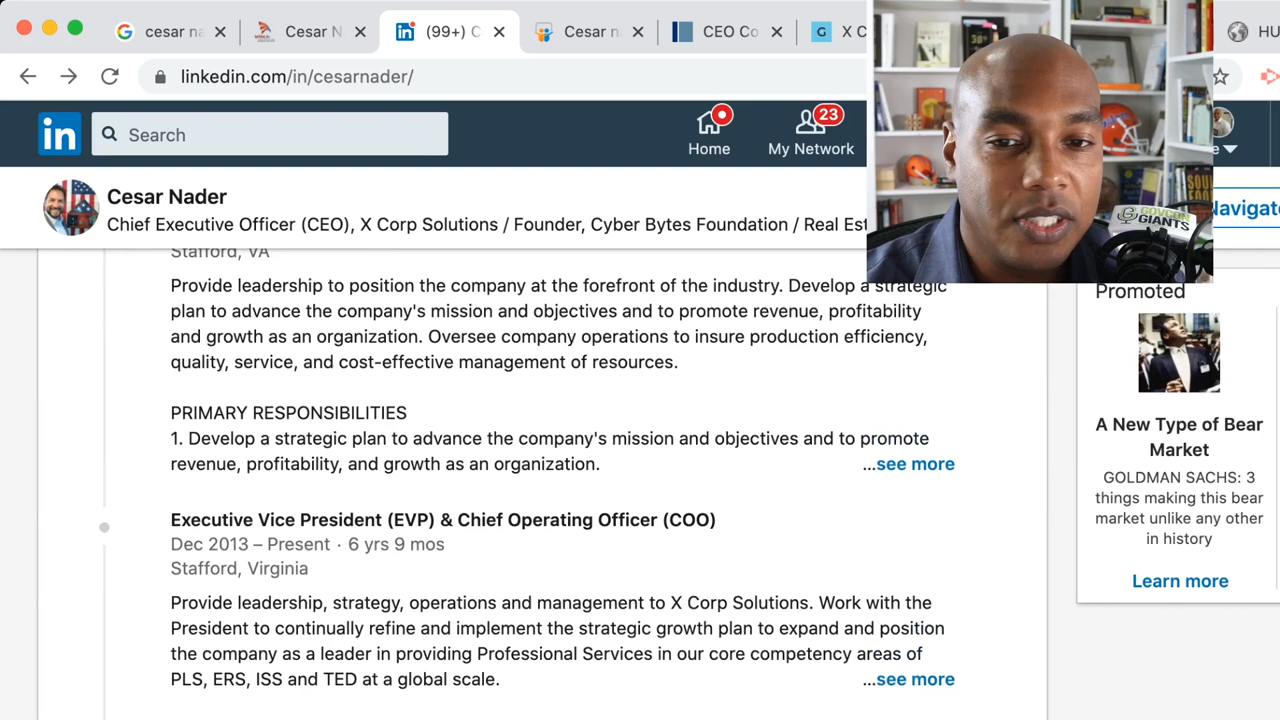 cesar na
Cesar N
(99+) C
Cesar n
CEO Co
X C
HU
linkedin.com/in/cesarnader/
in
Search
Home
23
My Network
Cesar Nader
Chief Executive Officer (CEO), X Corp Solutions / Founder, Cyber Bytes Foundation / Real Est
Navigate
GOVCON
GIANTS
Stafford, VA
Provide leadership to position the company at the forefront of the industry. Develop a strategic
plan to advance the company's mission and objectives and to promote revenue, profitability
and growth as an organization. Oversee company operations to insure production efficiency,
quality, service, and cost-effective management of resources.
PRIMARY RESPONSIBILITIES
1. Develop a strategic plan to advance the company's mission and objectives and to promote
revenue, profitability, and growth as an organization. ...see more
Executive Vice President (EVP) & Chief Operating Officer (COO)
Dec 2013 – Present · 6 yrs 9 mos
Stafford, Virginia
Provide leadership, strategy, operations and management to X Corp Solutions. Work with the
President to continually refine and implement the strategic growth plan to expand and position
the company as a leader in providing Professional Services in our core competency areas of
PLS, ERS, ISS and TED at a global scale. ...see more
Promoted
A New Type of Bear
Market
GOLDMAN SACHS: 3
things making this bear
market unlike any other
in history
Learn more